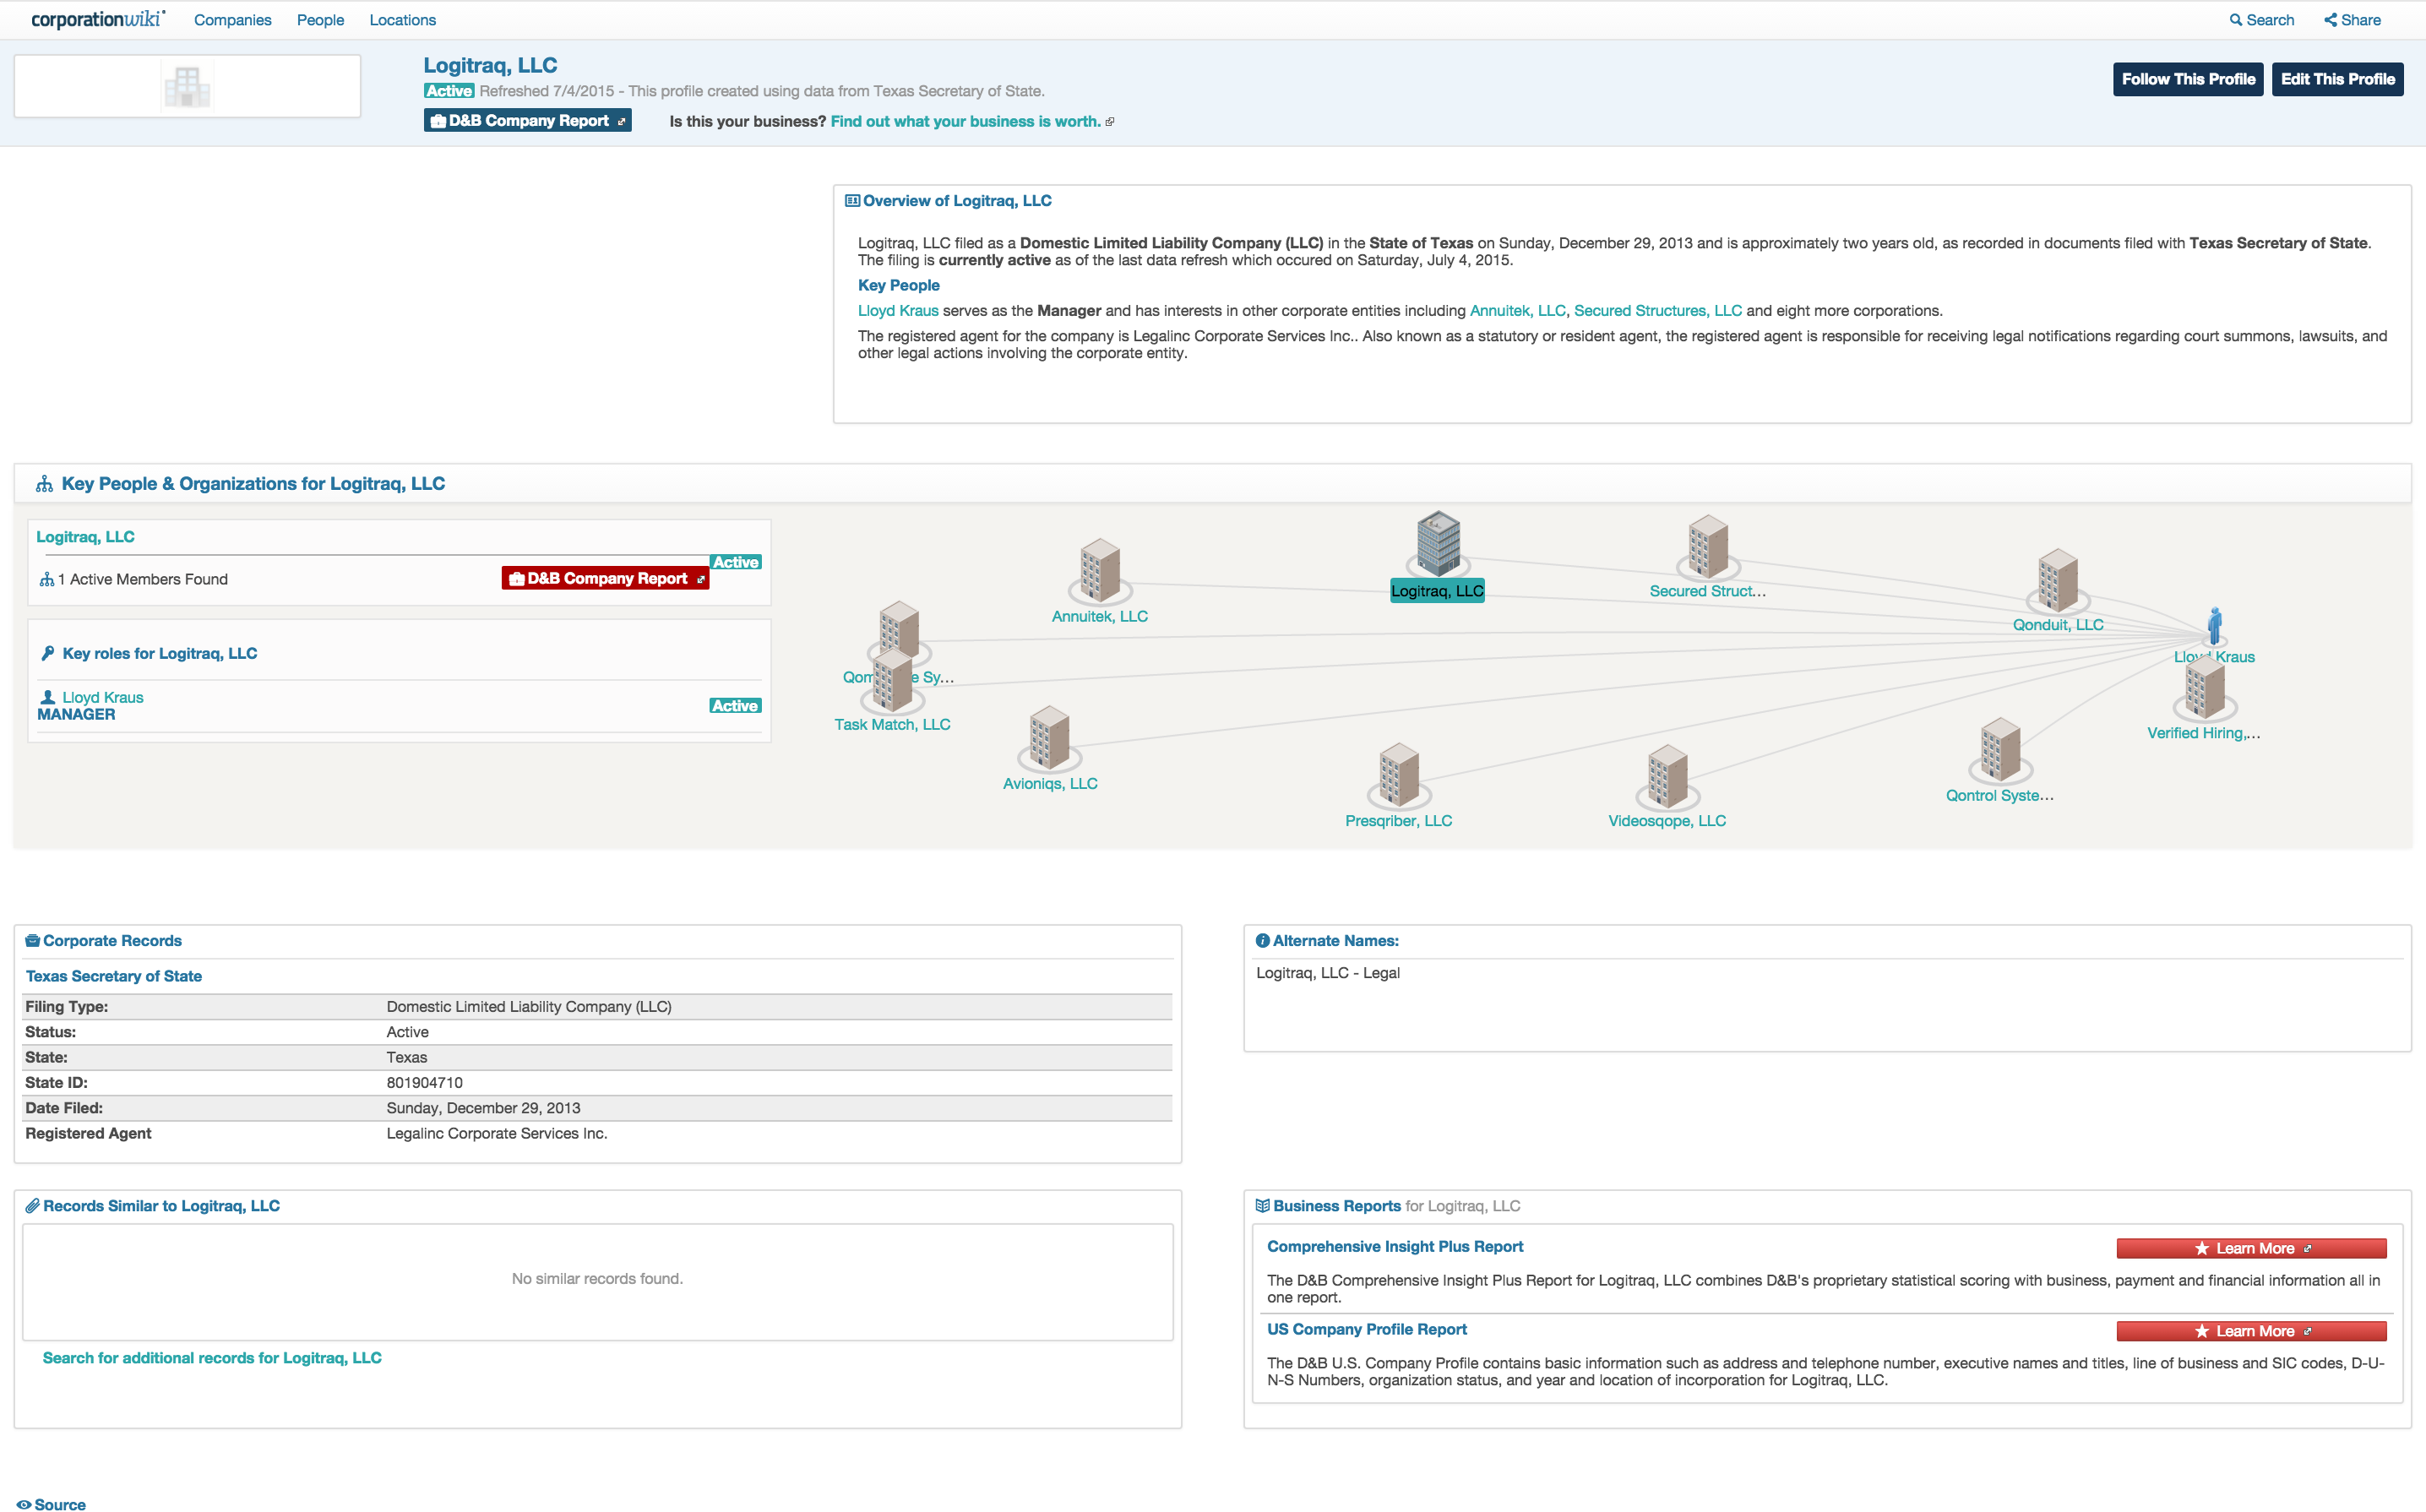 corporationwiki Companies People Locations Search Share
Logitraq, LLC
Active Refreshed 7/4/2015 - This profile created using data from Texas Secretary of State.
Follow This Profile Edit This Profile
D&B Company Report Is this your business? Find out what your business is worth.
Overview of Logitraq, LLC
Logitraq, LLC filed as a Domestic Limited Liability Company (LLC) in the State of Texas on Sunday, December 29, 2013 and is approximately two years old, as recorded in documents filed with Texas Secretary of State.
The filing is currently active as of the last data refresh which occured on Saturday, July 4, 2015.
Key People
Lloyd Kraus serves as the Manager and has interests in other corporate entities including Annuitek, LLC, Secured Structures, LLC and eight more corporations.
The registered agent for the company is Legalinc Corporate Services Inc.. Also known as a statutory or resident agent, the registered agent is responsible for receiving legal notifications regarding court summons, lawsuits, and
other legal actions involving the corporate entity.
Key People & Organizations for Logitraq, LLC
Logitraq, LLC
Active
1 Active Members Found D&B Company Report
Key roles for Logitraq, LLC
Lloyd Kraus
MANAGER
Active
Logitraq, LLC
Secured Struct...
Annuitek, LLC
Qonduit, LLC
Lloyd Kraus
e Sy...
Task Match, LLC
Verified Hiring,...
Avioniqs, LLC
Qontrol Syste...
Presqriber, LLC
Videosqope, LLC
Corporate Records
Texas Secretary of State
Filing Type: Domestic Limited Liability Company (LLC)
Status: Active
State: Texas
State ID: 801904710
Date Filed: Sunday, December 29, 2013
Registered Agent Legalinc Corporate Services Inc.
Alternate Names:
Logitraq, LLC - Legal
Records Similar to Logitraq, LLC
No similar records found.
Search for additional records for Logitraq, LLC
Business Reports for Logitraq, LLC
Comprehensive Insight Plus Report Learn More
The D&B Comprehensive Insight Plus Report for Logitraq, LLC combines D&B's proprietary statistical scoring with business, payment and financial information all in
one report.
US Company Profile Report Learn More
The D&B U.S. Company Profile contains basic information such as address and telephone number, executive names and titles, line of business and SIC codes, D-U-
N-S Numbers, organization status, and year and location of incorporation for Logitraq, LLC.
Source